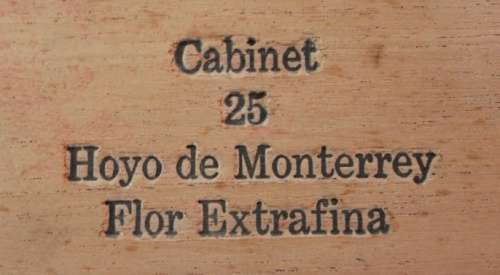 Cabinet
25
Hoyo de Monterrey
Flor Extrafina